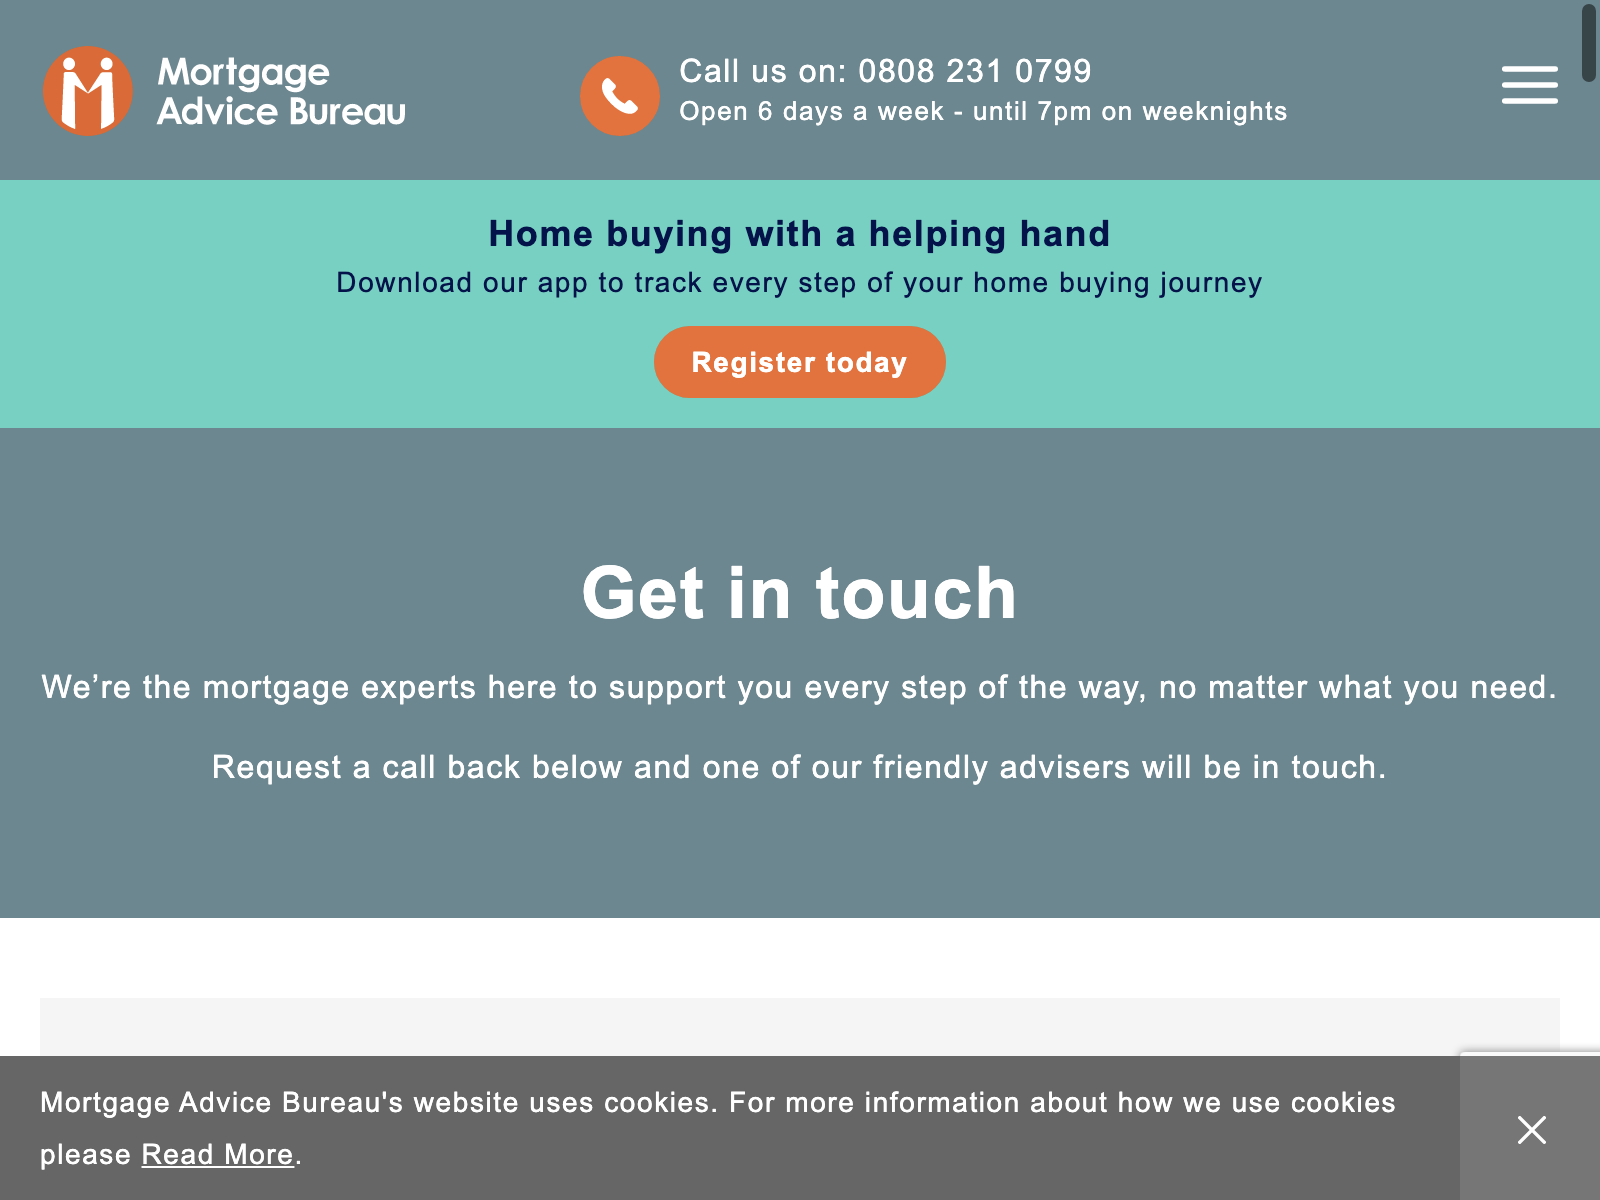 Mortgage
Advice Bureau
Call us on: 0808 231 0799
Open 6 days a week - until 7pm on weeknights
Home buying with a helping hand
Download our app to track every step of your home buying journey
Register today
Get in touch
We’re the mortgage experts here to support you every step of the way, no matter what you need.
Request a call back below and one of our friendly advisers will be in touch.
Mortgage Advice Bureau's website uses cookies. For more information about how we use cookies
please Read More.